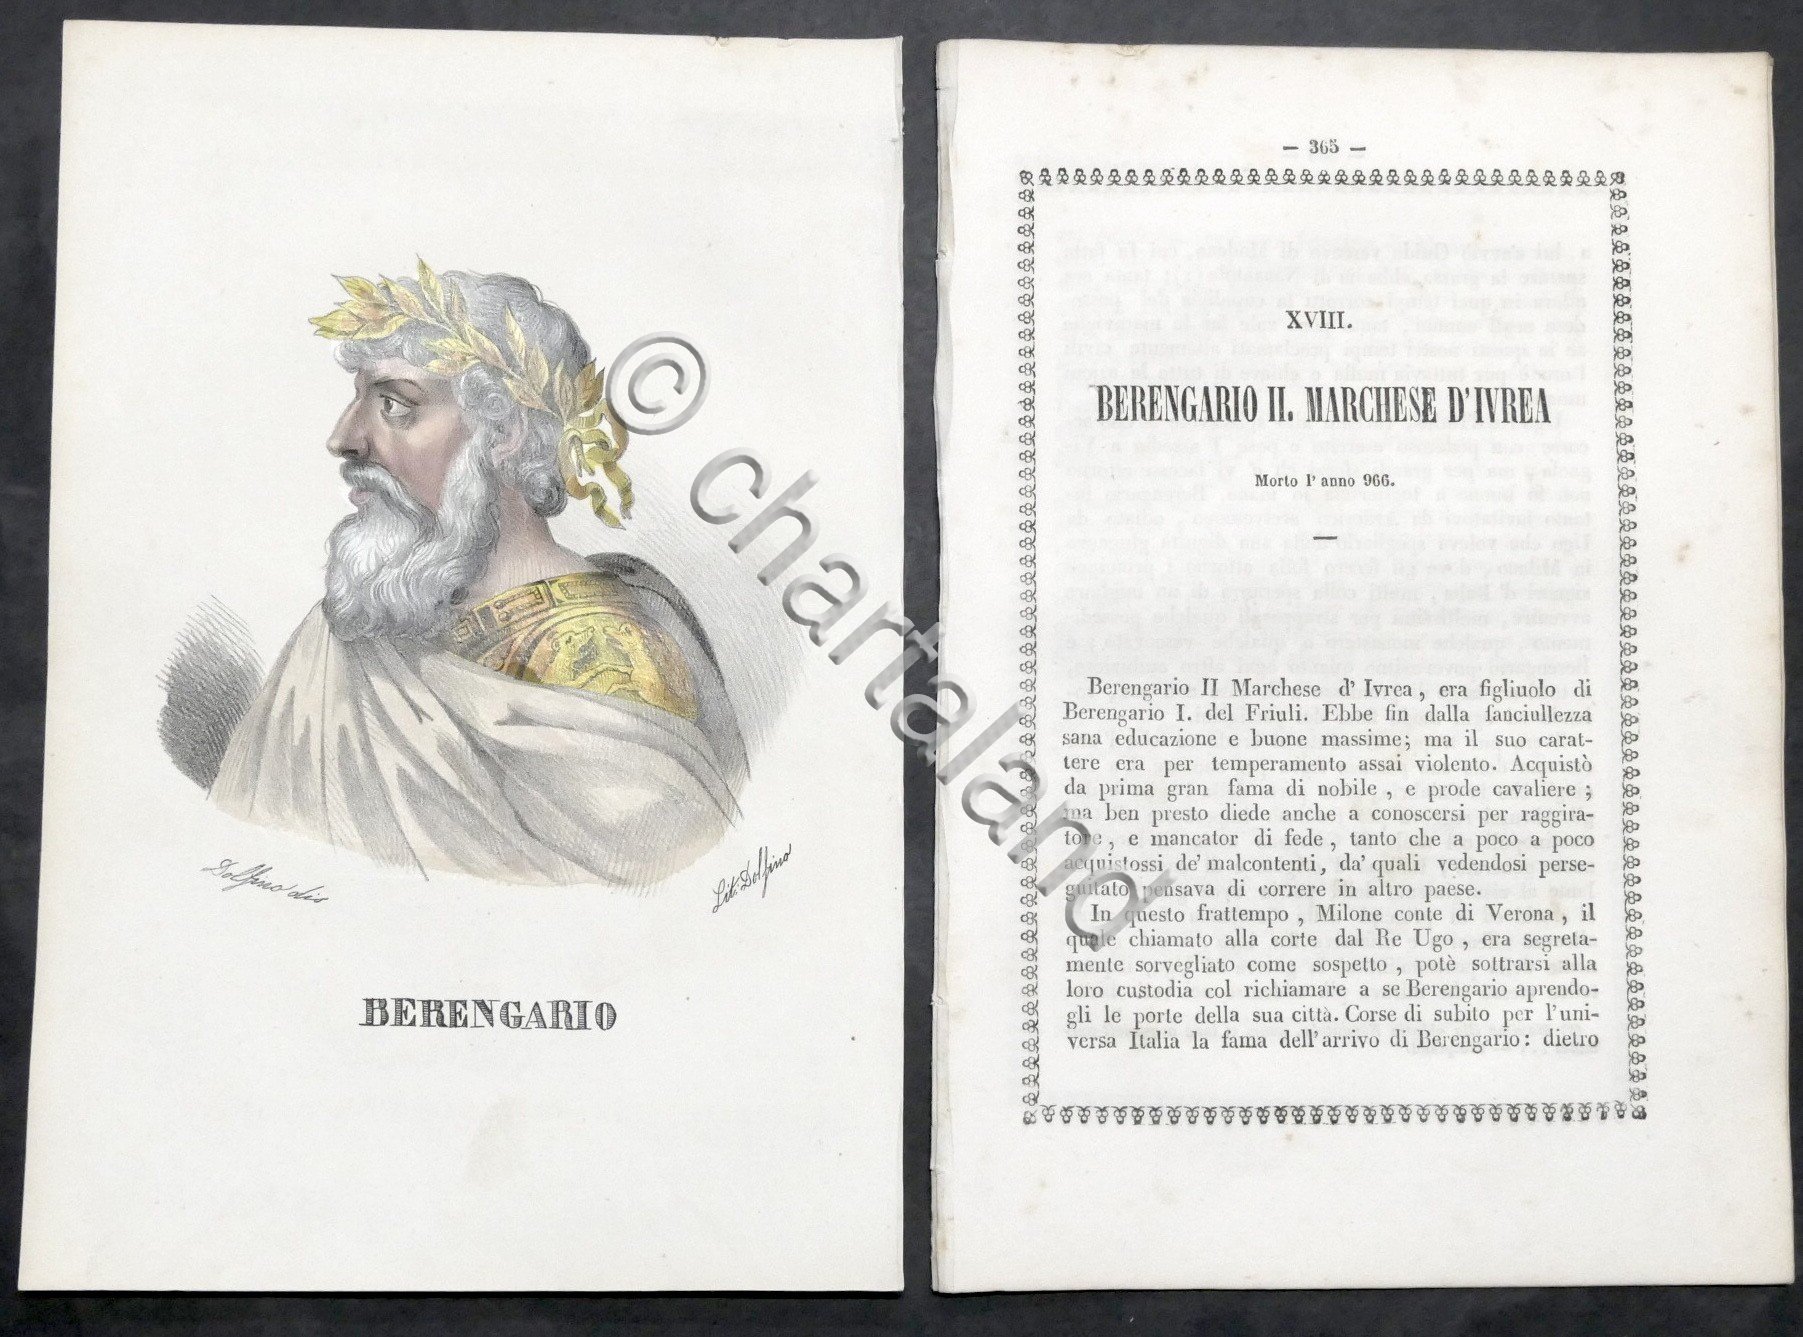 Dolfino dis
Lit. Dolfino
BERENGARIO
— 365 —
XVIII.
BERENGARIO II. MARCHESE D'IVREA
Morto l' anno 966.
Berengario II Marchese d' Ivrea , era figliuolo di
Berengario I. del Friuli. Ebbe fin dalla fanciullezza
sana educazione e buone massime; ma il suo carat-
tere era per temperamento assai violento. Acquistò
da prima gran fama di nobile , e prode cavaliere ;
ma ben presto diede anche a conoscersi per raggira-
tore , e mancator di fede , tanto che a poco a poco
acquistossi de' malcontenti, da' quali vedendosi perse-
guitato pensava di correre in altro paese.
In questo frattempo , Milone conte di Verona , il
quale chiamato alla corte dal Re Ugo , era segreta-
mente sorvegliato come sospetto , potè sottrarsi alla
loro custodia col richiamare a se Berengario aprendo-
gli le porte della sua città. Corse di subito per l'uni-
versa Italia la fama dell' arrivo di Berengario : dietro
© chartaland